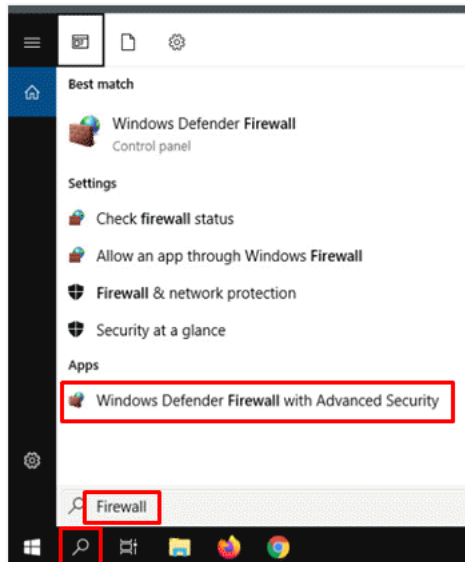 Best match
Windows Defender Firewall
Control panel
Settings
Check firewall status
Allow an app through Windows Firewall
Firewall & network protection
Security at a glance
Apps
Windows Defender Firewall with Advanced Security
Firewall